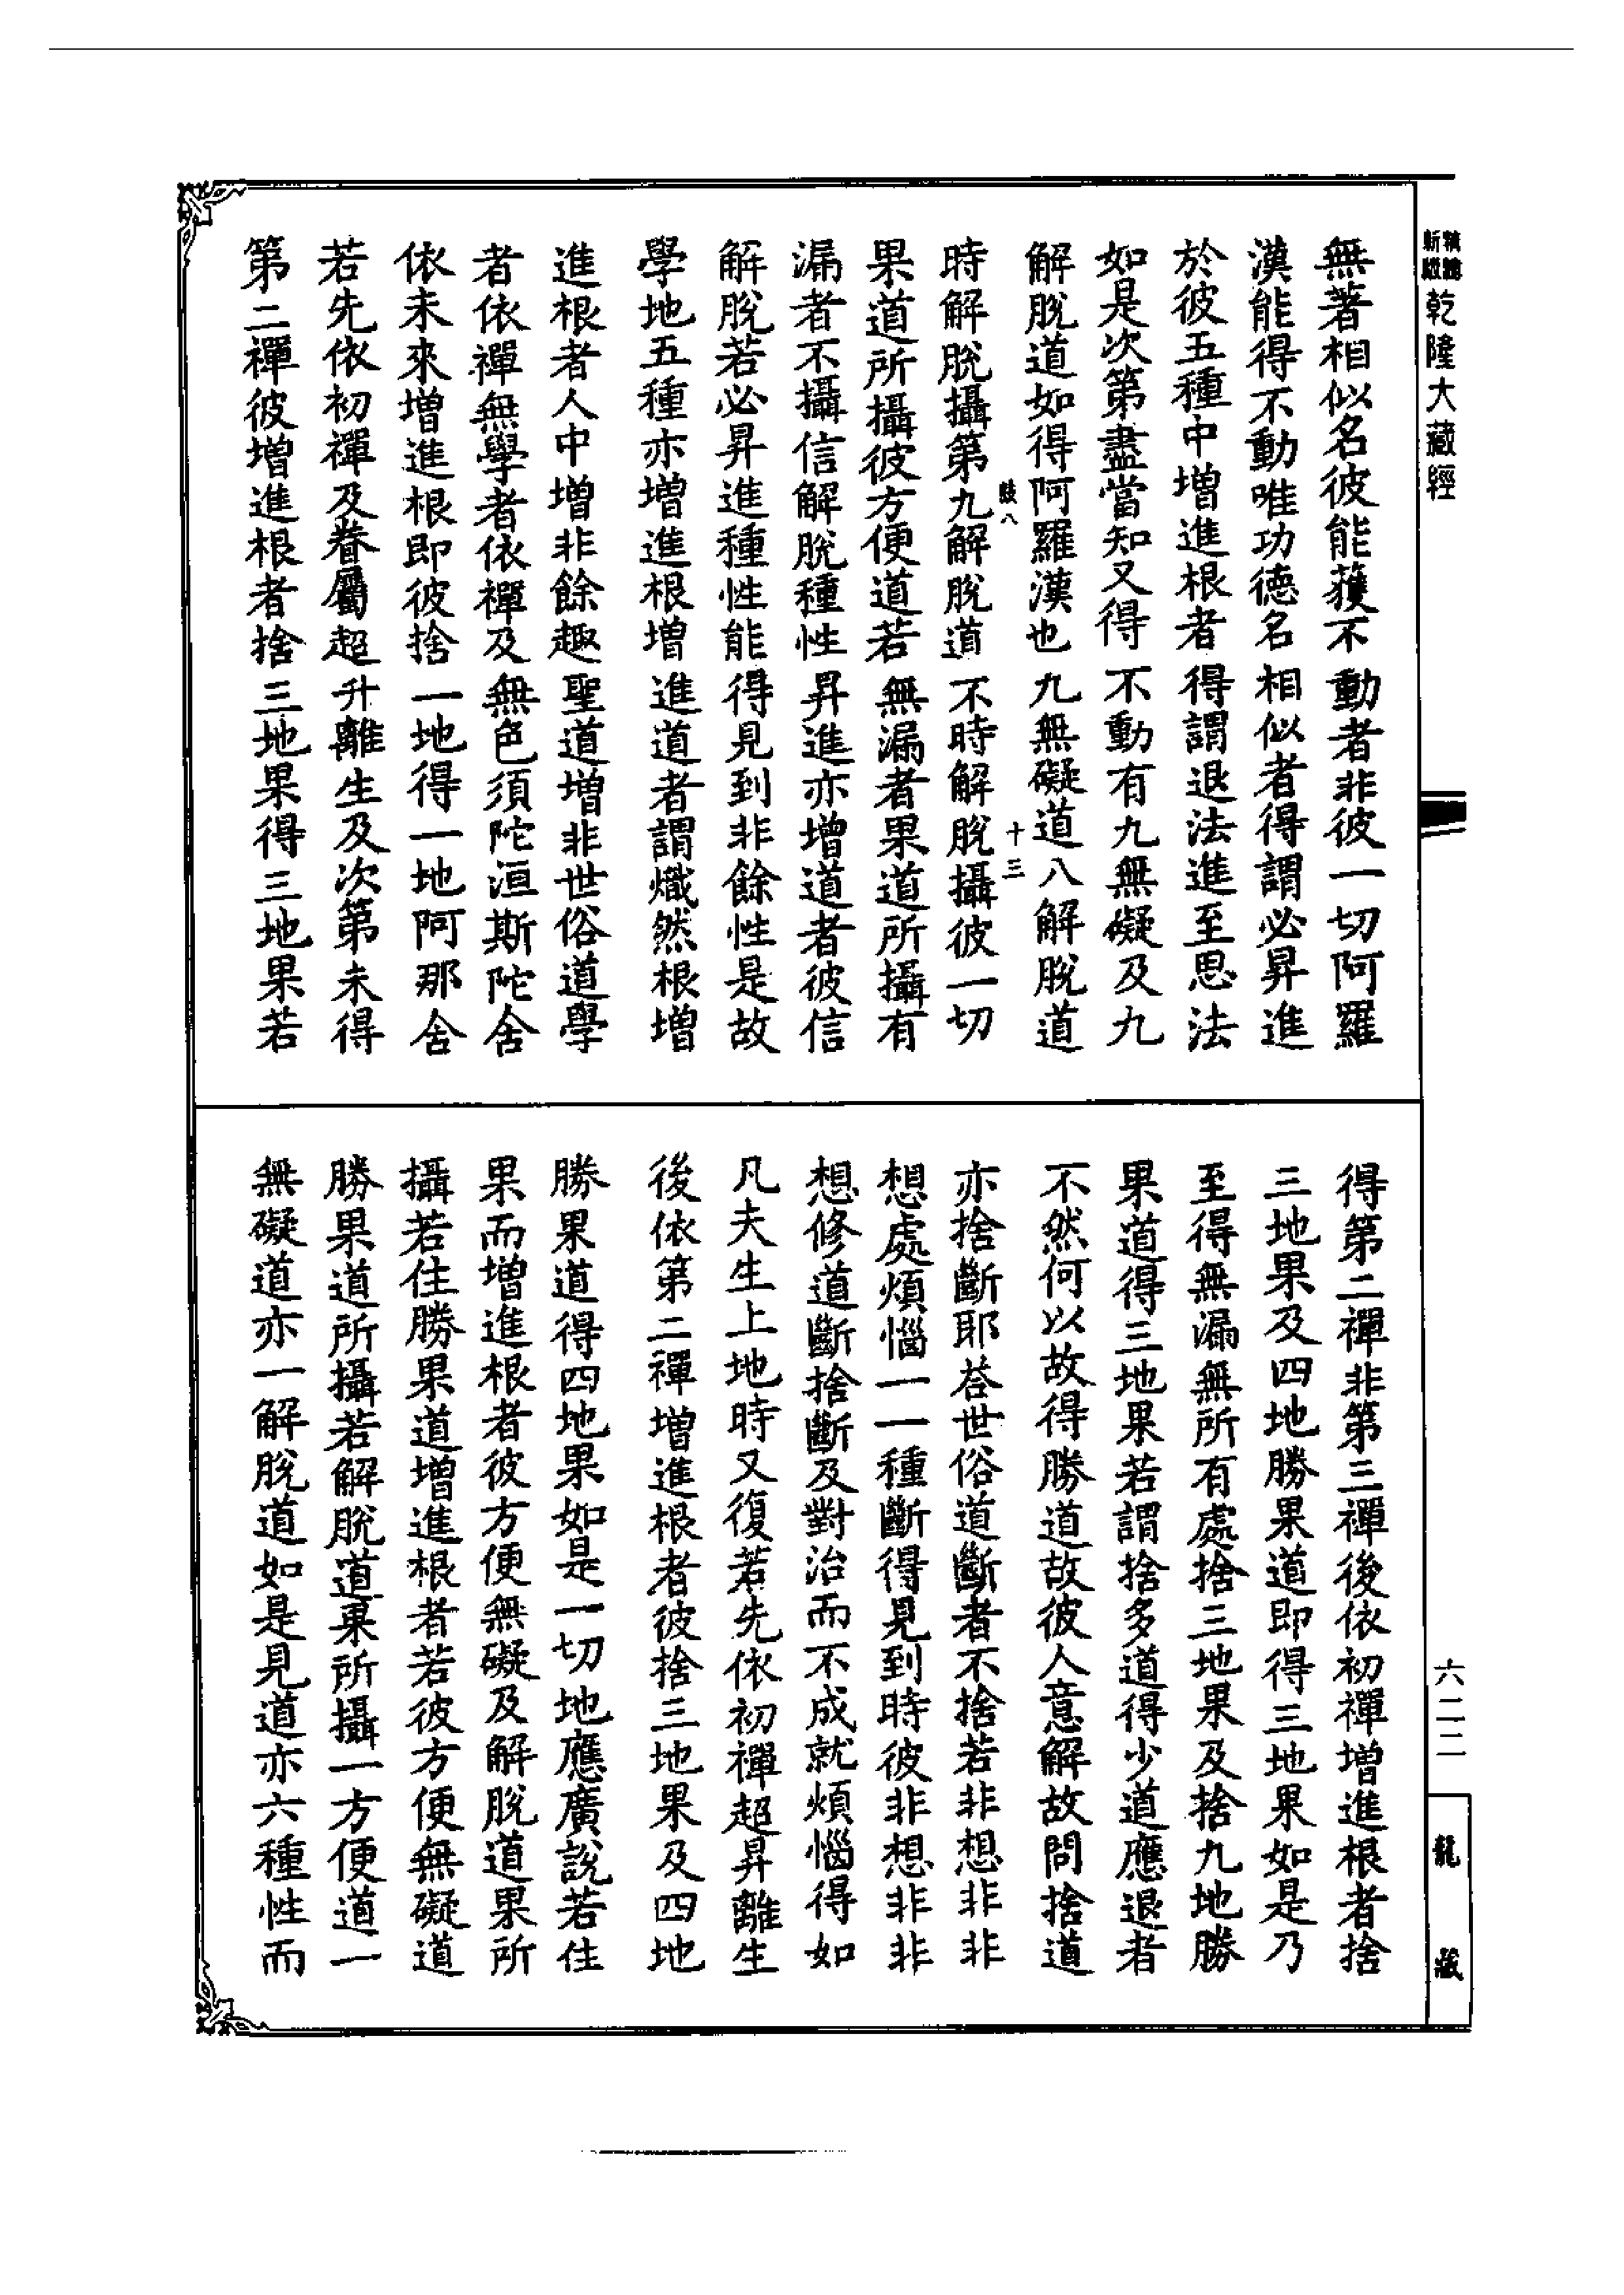 乾隆大藏經
無著相似名彼能獲不動者非彼一切阿羅
漢能得不動唯功德名相似者得謂必昇進
於彼五種中增進根者得謂退法進至思法
如是次第盡當知又得不動有九無礙及九
解脫道如得阿羅漢也九無礙道八解脫道
十三
時解脫攝第九解脫道不時解脫攝彼一切
果道所攝彼方便道若無漏者果道所攝有
漏者不攝信解脫種性昇進亦增道者彼信
解脫若必昇進種性能得見到非餘性是故
學地五種亦增進根增進道者謂熾然根增
進根者人中增非餘趣聖道增非世俗道學
者依禪無學者依禪及無色須陀洹斯陀舍
依未來增進根即彼捨一地得一地阿那舍
若先依初禪及眷屬超升離生及次第未得
第二禪彼增進根者捨三地果得三地果若
得第二禪非第三禪後依初禪增進根者捨
三地果及四地勝果道即得三地果如是乃
至得無漏無所有處捨三地果及捨九地勝
果道得三地果若謂捨多道得少道應退者
不然何以故得勝道故彼人意解故問捨道
亦捨斷耶荅世俗道斷者不捨若非想非非
想處煩惱一一種斷得見到時彼非想非非
想修道斷捨斷及對治而不成就煩惱得如
凡夫生上地時又復若先依初禪超昇離生
後依第二禪增進根者彼捨三地果及四地
勝果道得四地果如是一切地應廣說若住
果而增進根者彼方便無礙及解脫道果所
攝若住勝果道增進根者若彼方便無礙道
勝果道所攝若解脫道果所攝一方便道一
無礙道亦一解脫道如是見道亦六種性而
六二二
龍藏